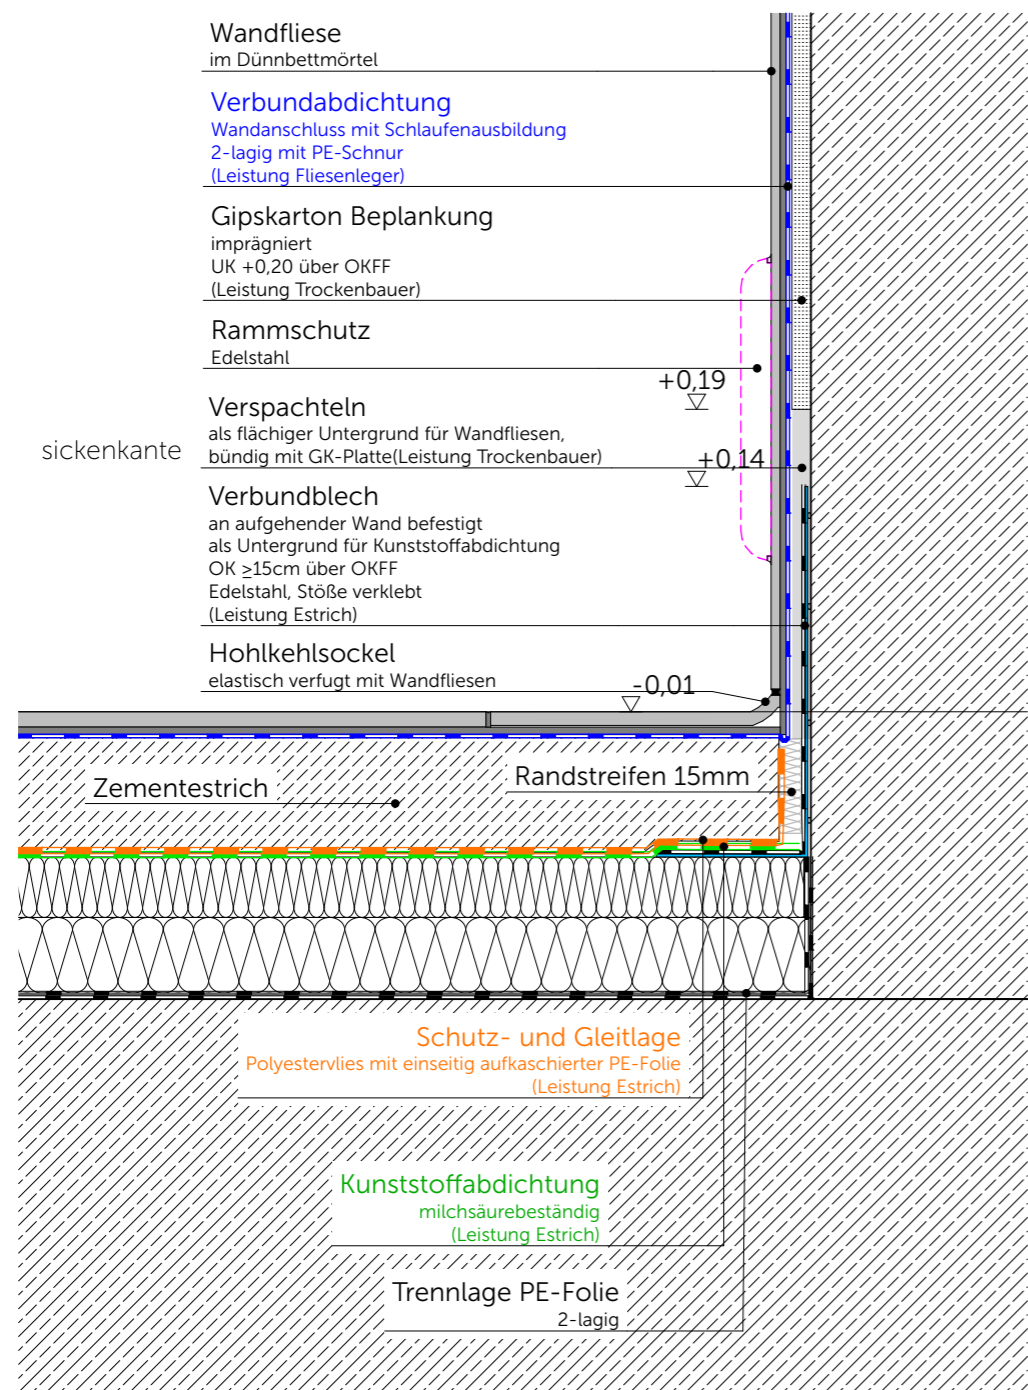 Wandfliese
im Dünnbettmörtel
Verbundabdichtung
Wandanschluss mit Schlaufenausbildung
2-lagig mit PE-Schnur
(Leistung Fliesenleger)
Gipskarton Beplankung
imprägniert
UK +0,20 über OKFF
(Leistung Trockenbauer)
Rammschutz
Edelstahl
+0,19
Verspachteln
als flächiger Untergrund für Wandfliesen,
bündig mit GK-Platte(Leistung Trockenbauer)
sickenkante
+0,14
Verbundblech
an aufgehender Wand befestigt
als Untergrund für Kunststoffabdichtung
OK ≥15cm über OKFF
Edelstahl, Stöße verklebt
(Leistung Estrich)
Hohlkehlsockel
elastisch verfugt mit Wandfliesen
-0,01
Zementestrich
Randstreifen 15mm
Schutz- und Gleitlage
Polyestervlies mit einseitig aufkaschierter PE-Folie
(Leistung Estrich)
Kunststoffabdichtung
milchsäurebeständig
(Leistung Estrich)
Trennlage PE-Folie
2-lagig